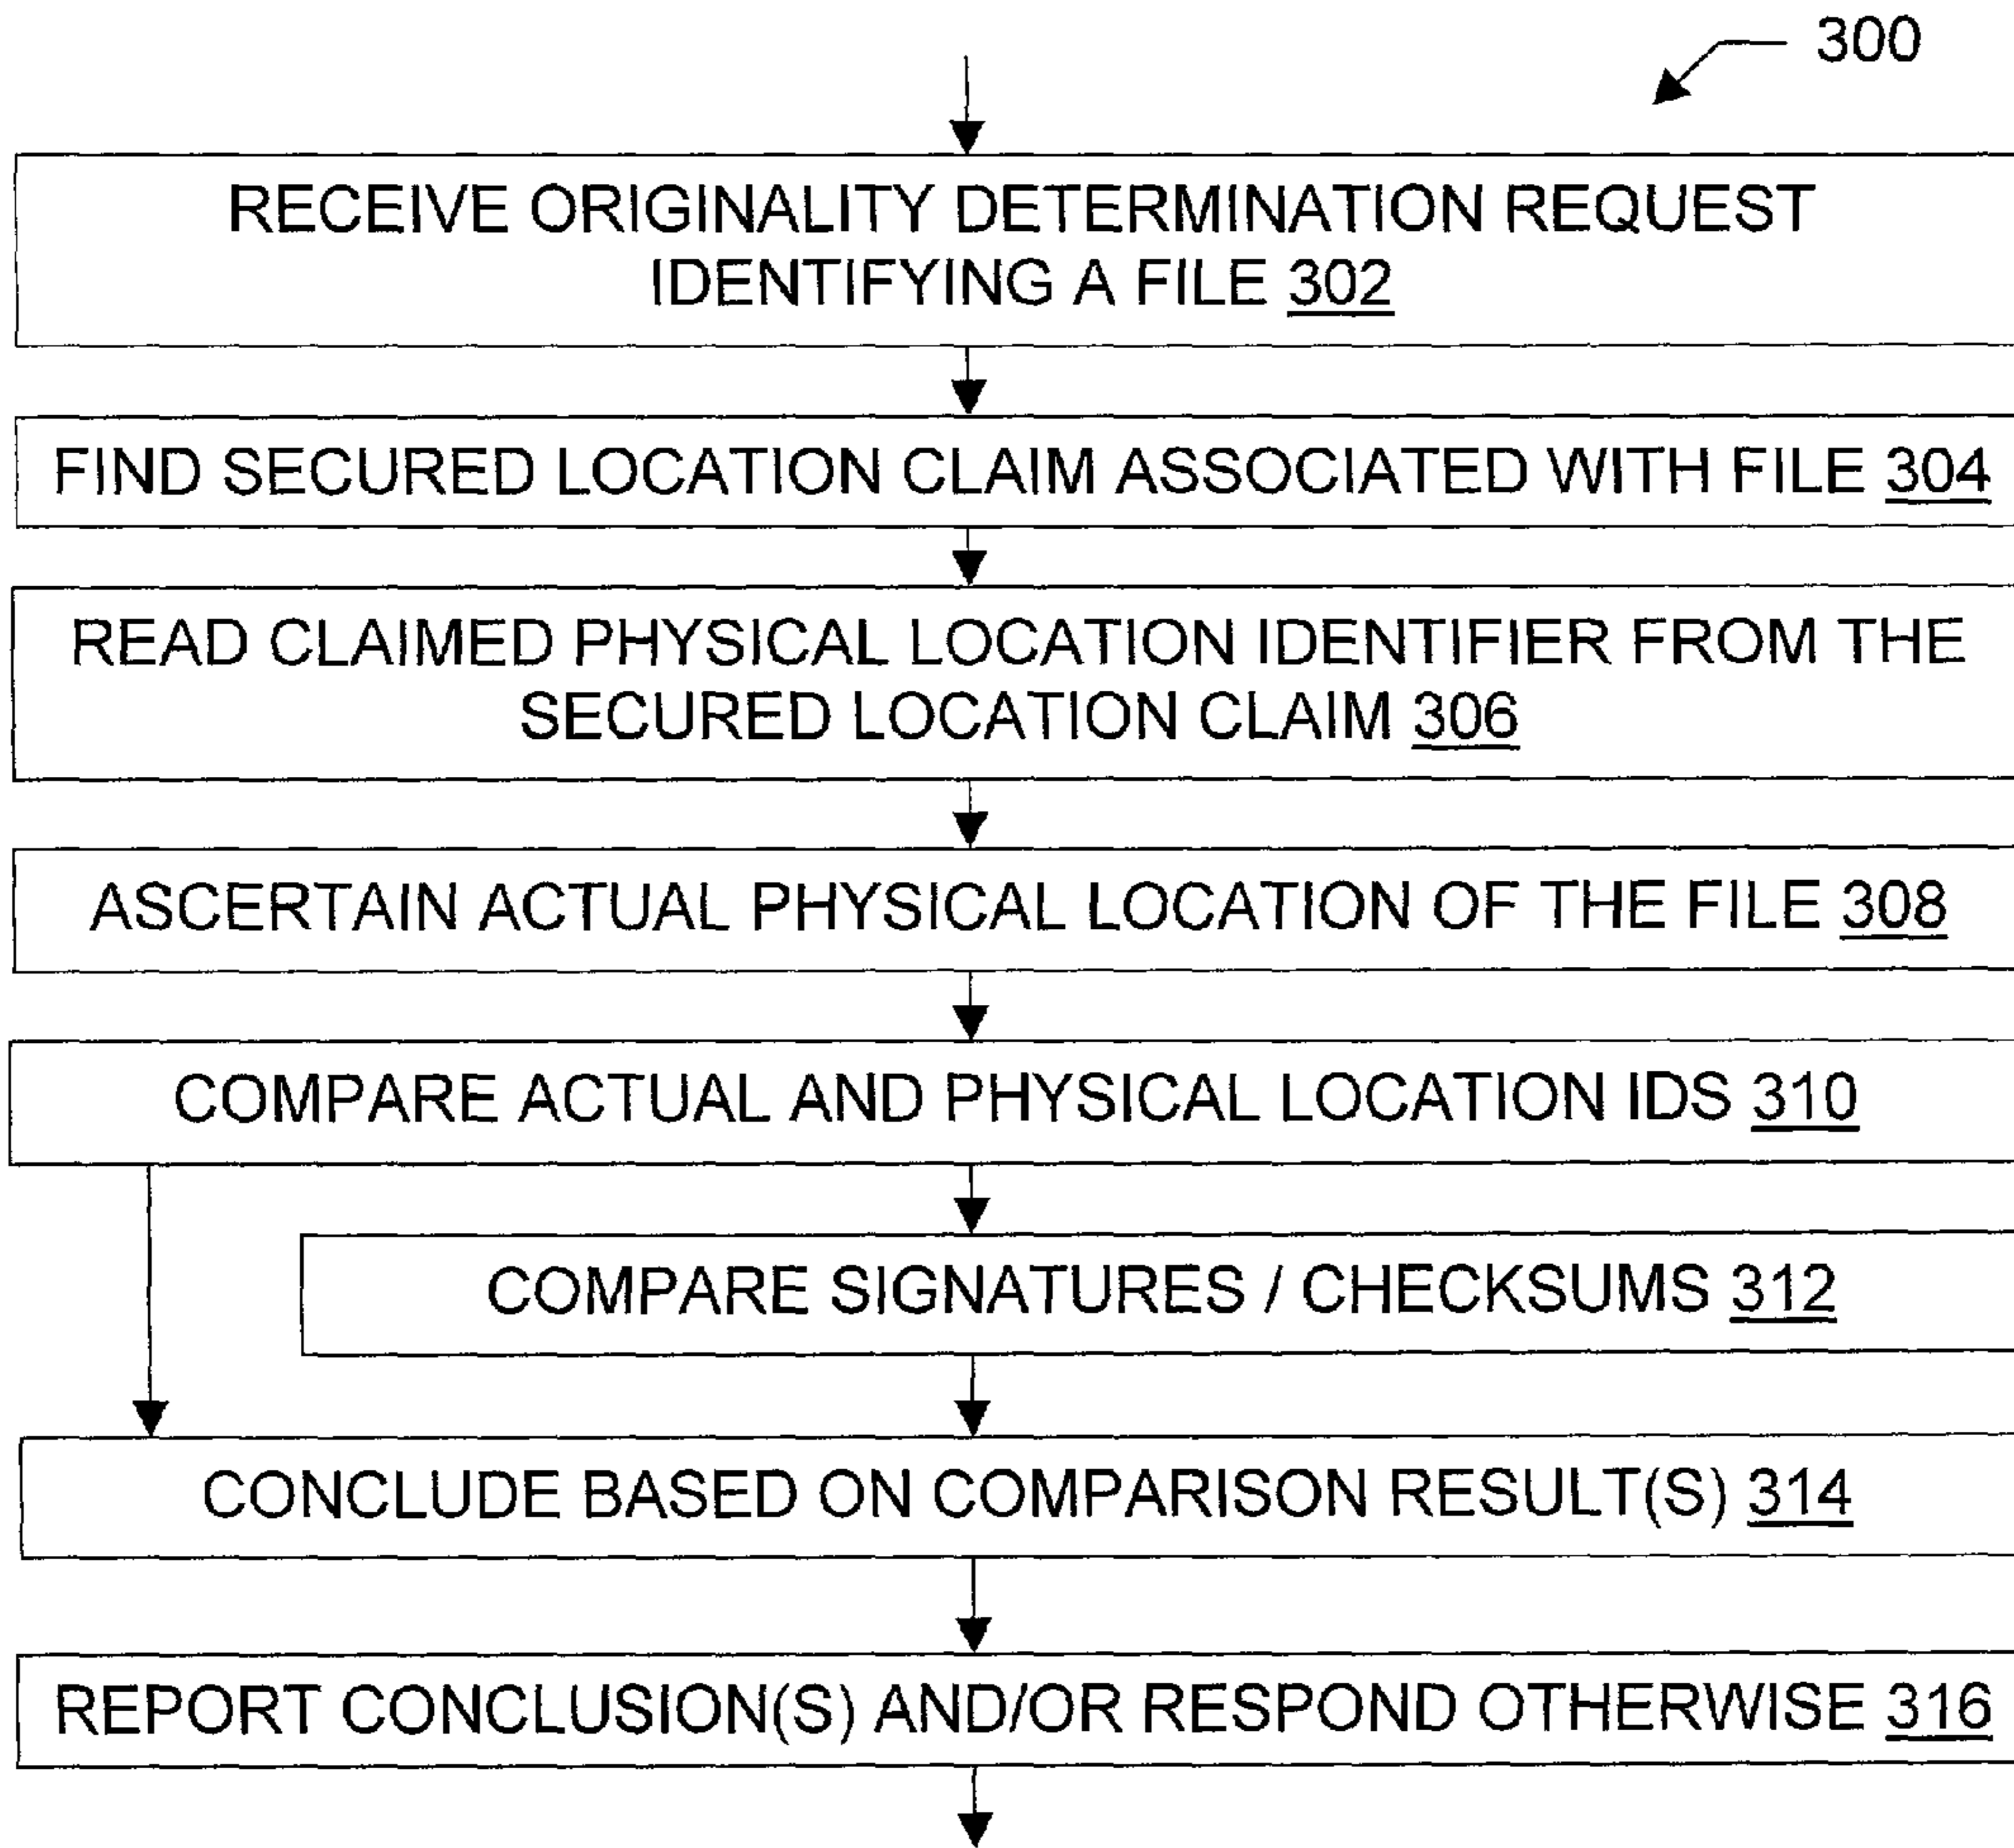 300
RECEIVE ORIGINALITY DETERMINATION REQUEST
IDENTIFYING A FILE 302
FIND SECURED LOCATION CLAIM ASSOCIATED WITH FILE 304
READ CLAIMED PHYSICAL LOCATION IDENTIFIER FROM THE
SECURED LOCATION CLAIM 306
ASCERTAIN ACTUAL PHYSICAL LOCATION OF THE FILE 308
COMPARE ACTUAL AND PHYSICAL LOCATION IDS 310
COMPARE SIGNATURES / CHECKSUMS 312
CONCLUDE BASED ON COMPARISON RESULT(S) 314
REPORT CONCLUSION(S) AND/OR RESPOND OTHERWISE 316